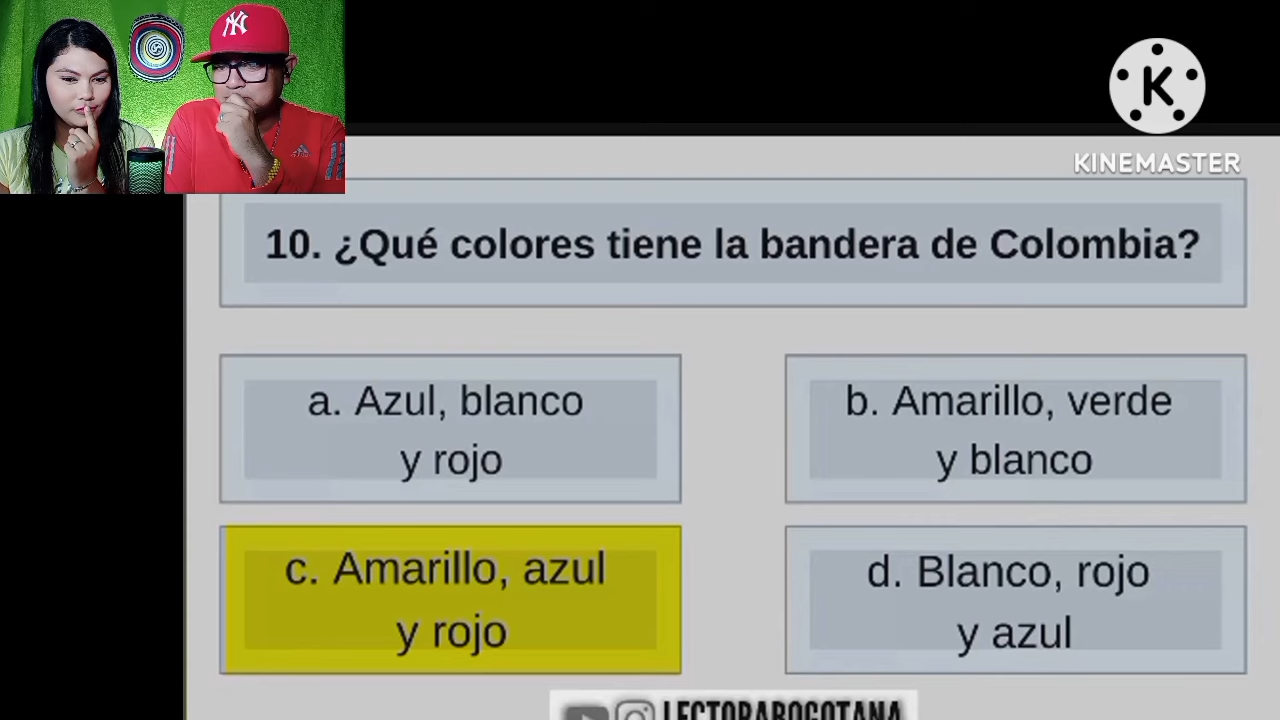 NY
K
KINEMASTER
10. ¿Qué colores tiene la bandera de Colombia?
a. Azul, blanco
y rojo
b. Amarillo, verde
y blanco
c. Amarillo, azul
y rojo
d. Blanco, rojo
y azul
LECTORABOGOTANA